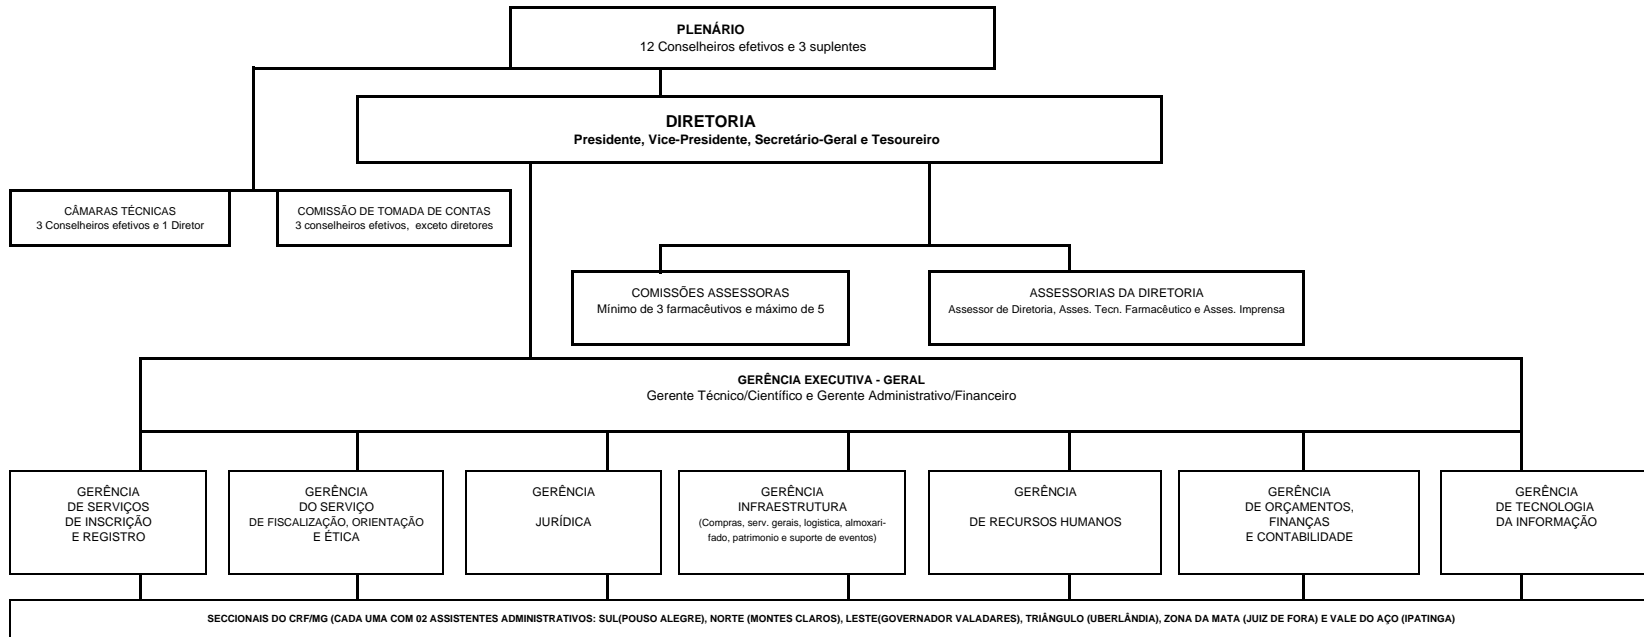 PLENÁRIO
12 Conselheiros efetivos e 3 suplentes
DIRETORIA
Presidente, Vice-Presidente, Secretário-Geral e Tesoureiro
CÂMARAS TÉCNICAS
3 Conselheiros efetivos e 1 Diretor
COMISSÃO DE TOMADA DE CONTAS
3 conselheiros efetivos, exceto diretores
COMISSÕES ASSESSORAS
Mínimo de 3 farmacêutivos e máximo de 5
ASSESSORIAS DA DIRETORIA
Assessor de Diretoria, Asses. Tecn. Farmacêutico e Asses. Imprensa
GERÊNCIA EXECUTIVA - GERAL
Gerente Técnico/Científico e Gerente Administrativo/Financeiro
GERÊNCIA
DE SERVIÇOS
DE INSCRIÇÃO
E REGISTRO
GERÊNCIA
DO SERVIÇO
DE FISCALIZAÇÃO, ORIENTAÇÃO
E ÉTICA
GERÊNCIA
JURÍDICA
GERÊNCIA
INFRAESTRUTURA
(Compras, serv. gerais, logistica, almoxari-
fado, patrimonio e suporte de eventos)
GERÊNCIA
DE RECURSOS HUMANOS
GERÊNCIA
DE ORÇAMENTOS,
FINANÇAS
E CONTABILIDADE
GERÊNCIA
DE TECNOLOGIA
DA INFORMAÇÃO
SECCIONAIS DO CRF/MG (CADA UMA COM 02 ASSISTENTES ADMINISTRATIVOS: SUL(POUSO ALEGRE), NORTE (MONTES CLAROS), LESTE(GOVERNADOR VALADARES), TRIÂNGULO (UBERLÂNDIA), ZONA DA MATA (JUIZ DE FORA) E VALE DO AÇO (IPATINGA)